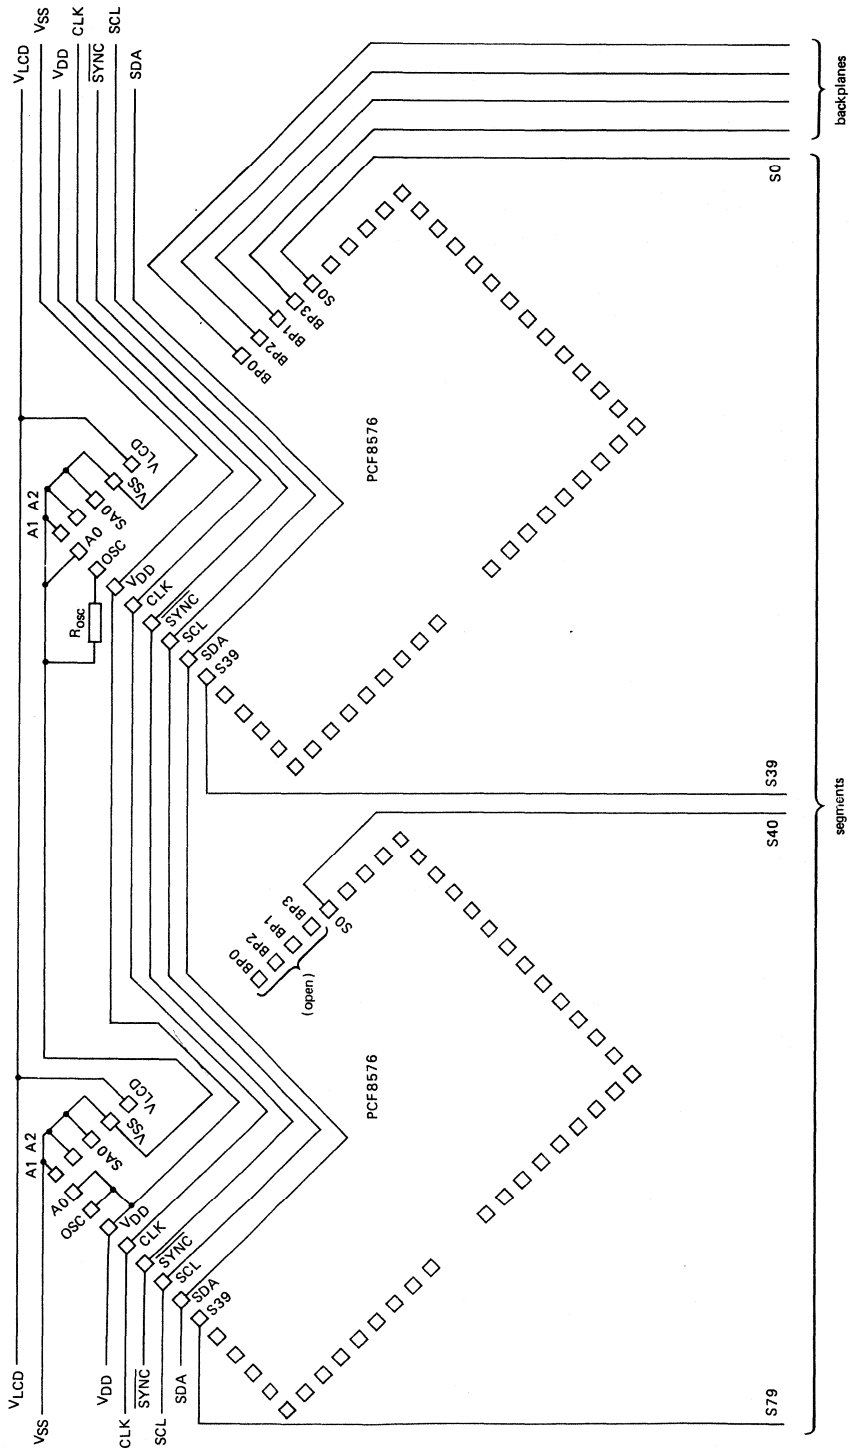 VLCD
VSS
VDD
CLK
SYNC
SCL
SDA
backplanes
S0
segments
S39
S40
S79
A1 A2
VLCD
VSS
SA0
A0
OSC
ROSC
VDD
CLK
SYNC
SCL
SDA
S39
BP0
BP2
BP1
BP3
S0
PCF8576
A1 A2
VLCD
VSS
SA0
A0
OSC
VDD
CLK
SYNC
SCL
SDA
S39
BP0
BP2
BP1
BP3
S0
(open)
PCF8576
VLCD
VSS
VDD
CLK
SYNC
SCL
SDA